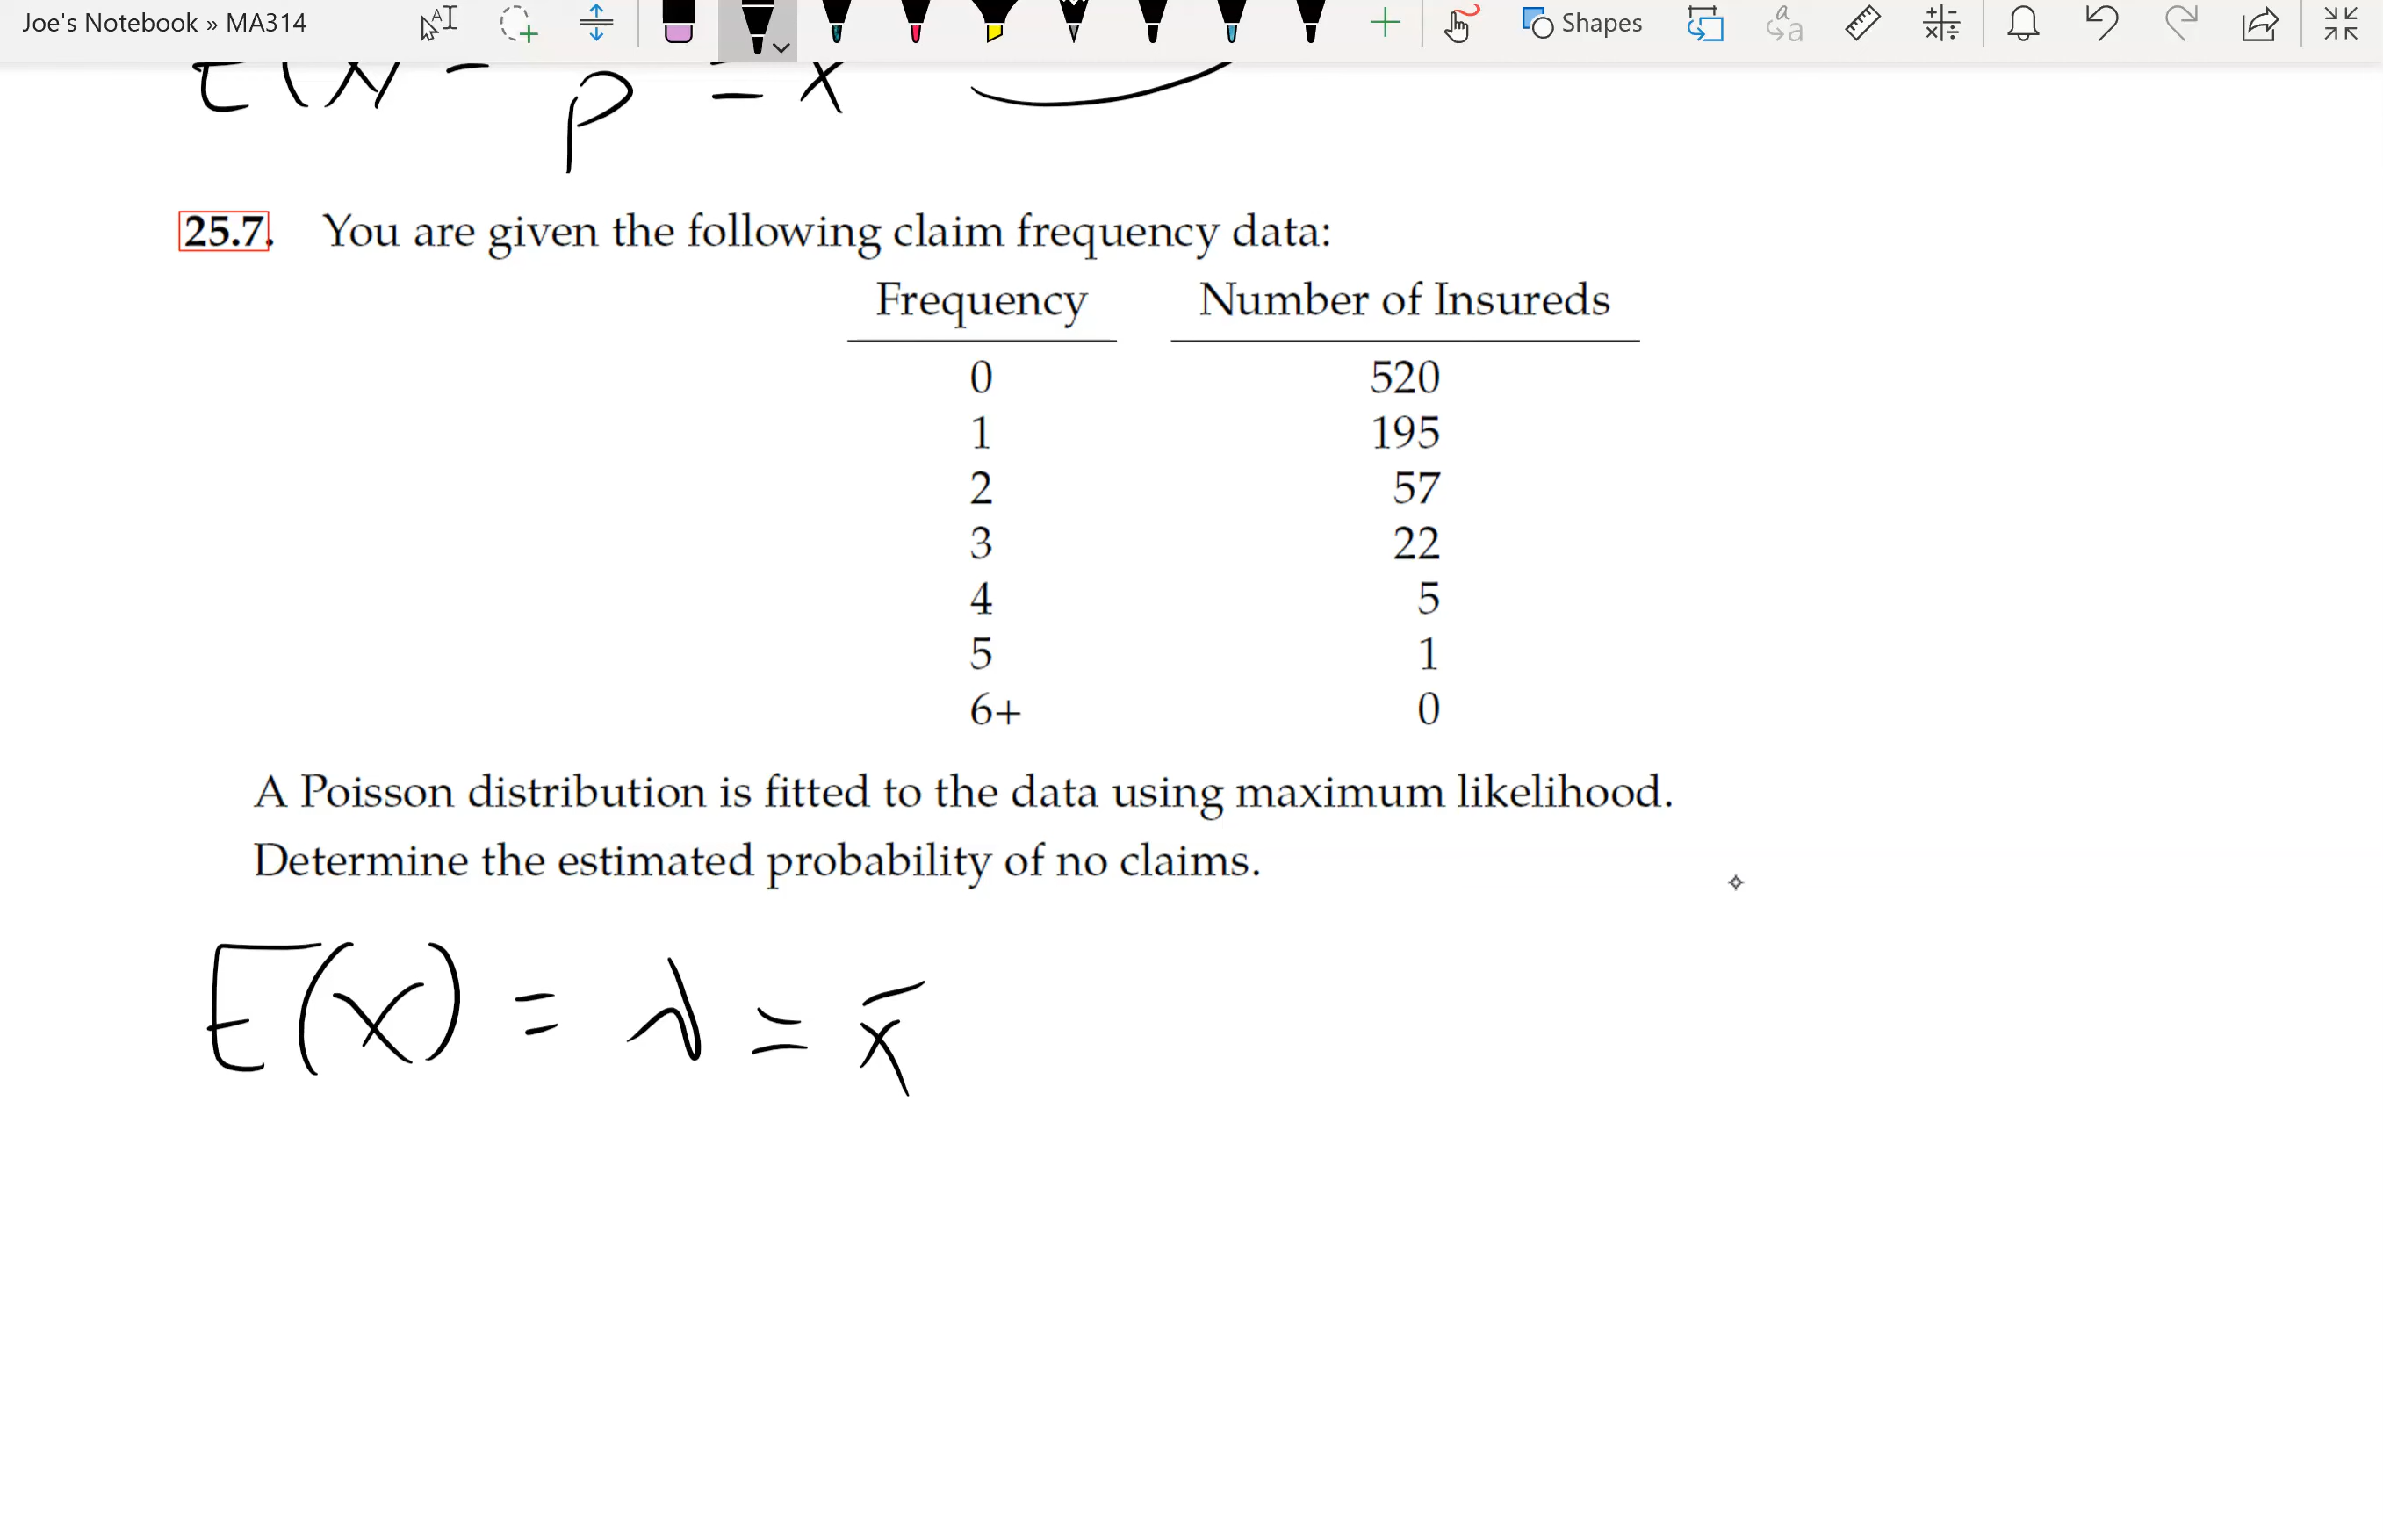 Joe's Notebook » MA314 Shapes
p = x
25.7. You are given the following claim frequency data:
Frequency Number of Insureds
0 520
1 195
2 57
3 22
4 5
5 1
6+ 0
A Poisson distribution is fitted to the data using maximum likelihood.
Determine the estimated probability of no claims.
E(x) = λ = x̄